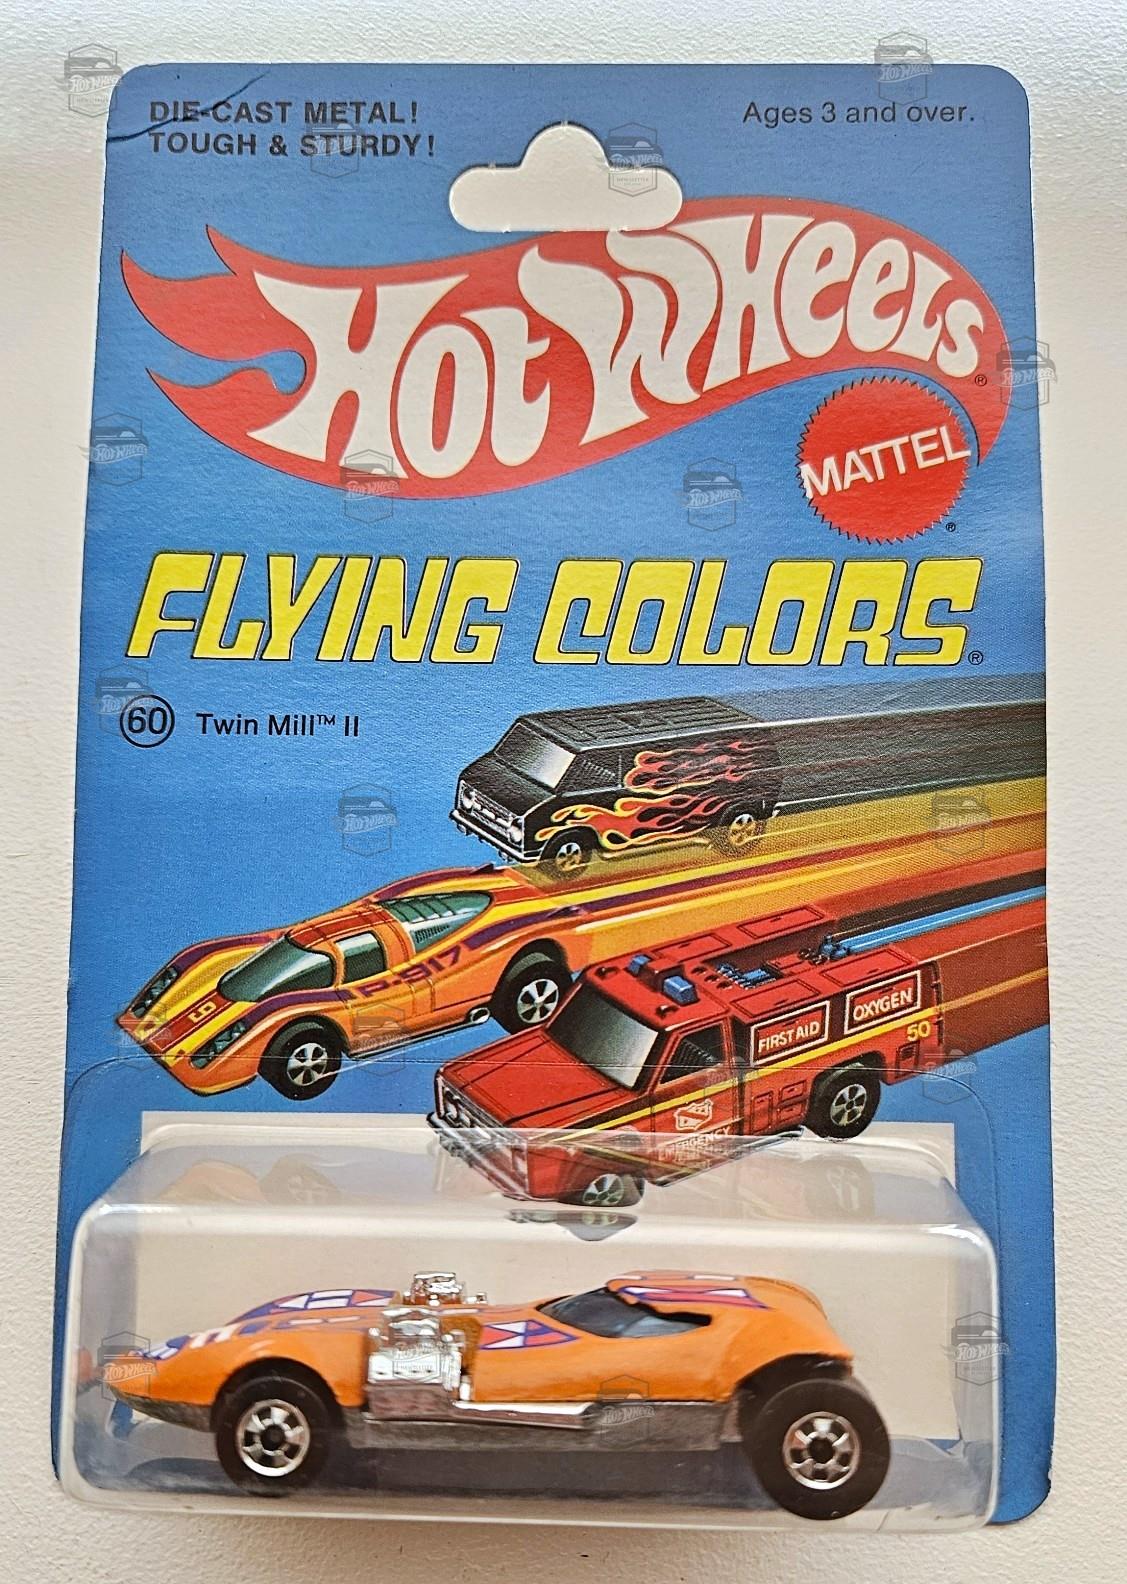 DIE-CAST METAL!
TOUGH & STURDY!
Ages 3 and over.
HOT WHEELS®
MATTEL®
FLYING COLORS®
60 Twin Mill™ II
P-917
9
FIRST AID
OXYGEN
50
EMERGENCY